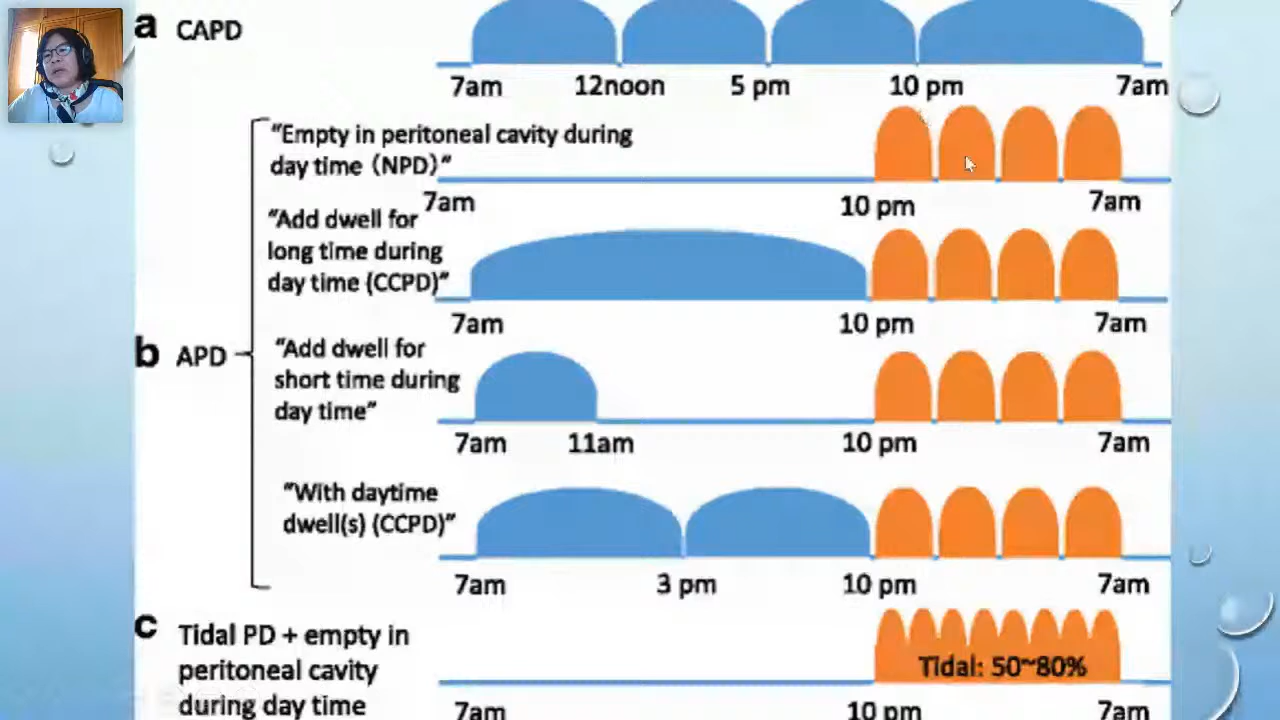 a CAPD
7am 12noon 5 pm 10 pm 7am
“Empty in peritoneal cavity during
day time (NPD)”
7am 10 pm 7am
“Add dwell for
long time during
day time (CCPD)”
7am 10 pm 7am
b APD
“Add dwell for
short time during
day time”
7am 11am 10 pm 7am
“With daytime
dwell(s) (CCPD)”
7am 3 pm 10 pm 7am
c Tidal PD + empty in
peritoneal cavity
during day time
Tidal: 50~80%
7am 10 pm 7am